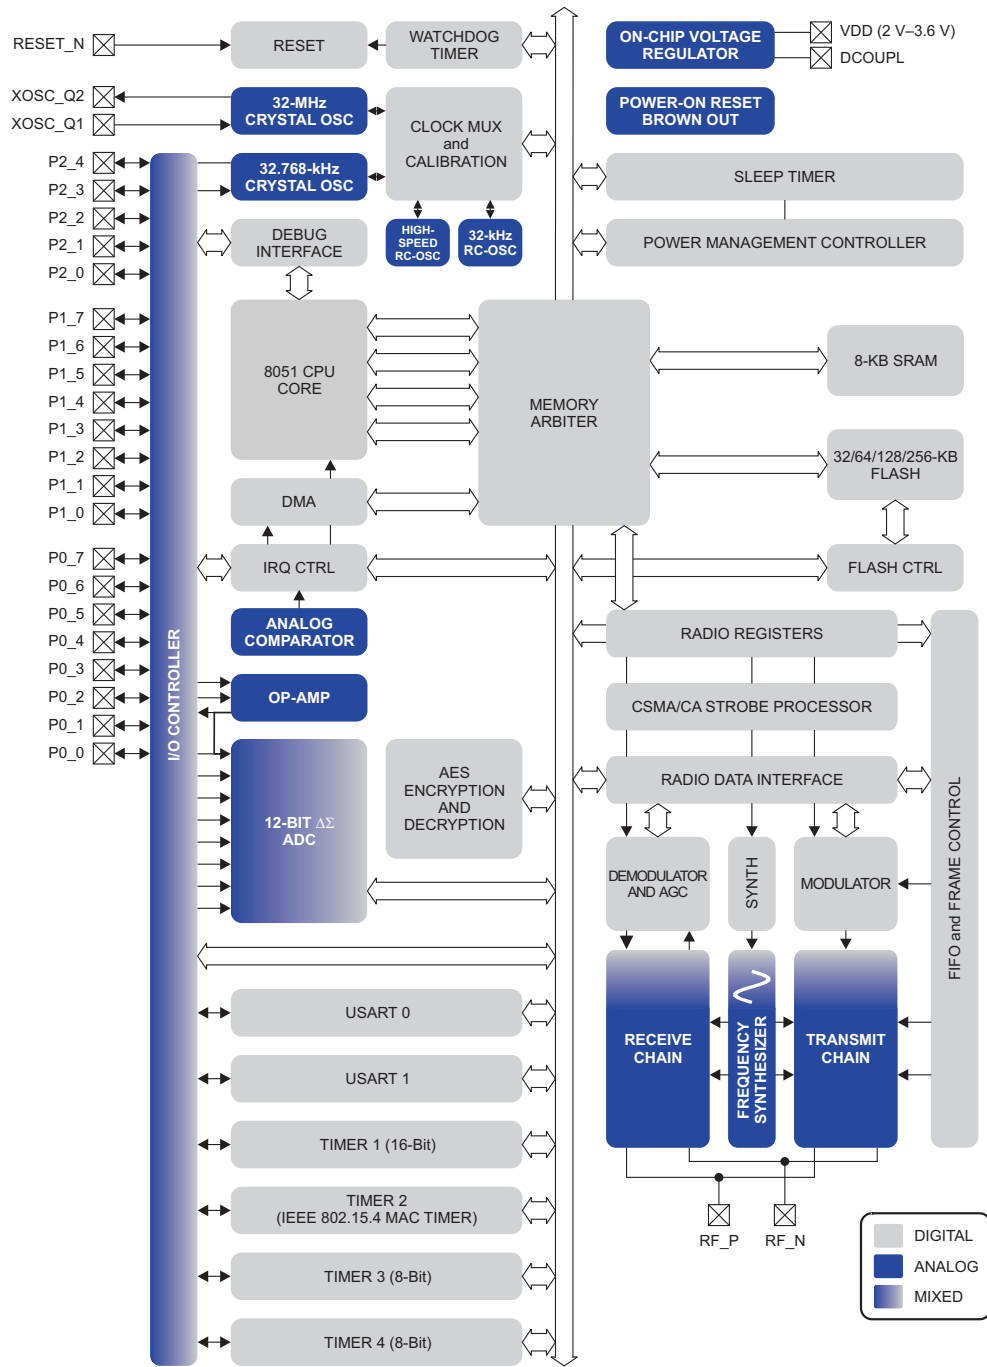 RESET_N
XOSC_Q2
XOSC_Q1
P2_4
P2_3
P2_2
P2_1
P2_0
P1_7
P1_6
P1_5
P1_4
P1_3
P1_2
P1_1
P1_0
P0_7
P0_6
P0_5
P0_4
P0_3
P0_2
P0_1
P0_0
I/O CONTROLLER
RESET
WATCHDOG
TIMER
32-MHz
CRYSTAL OSC
32.768-kHz
CRYSTAL OSC
CLOCK MUX
and
CALIBRATION
DEBUG
INTERFACE
HIGH-
SPEED
RC-OSC
32-kHz
RC-OSC
8051 CPU
CORE
DMA
IRQ CTRL
ANALOG
COMPARATOR
OP-AMP
12-BIT ΔΣ
ADC
AES
ENCRYPTION
AND
DECRYPTION
USART 0
USART 1
TIMER 1 (16-Bit)
TIMER 2
(IEEE 802.15.4 MAC TIMER)
TIMER 3 (8-Bit)
TIMER 4 (8-Bit)
MEMORY
ARBITER
ON-CHIP VOLTAGE
REGULATOR
VDD (2 V–3.6 V)
DCOUPL
POWER-ON RESET
BROWN OUT
SLEEP TIMER
POWER MANAGEMENT CONTROLLER
8-KB SRAM
32/64/128/256-KB
FLASH
FLASH CTRL
RADIO REGISTERS
CSMA/CA STROBE PROCESSOR
RADIO DATA INTERFACE
DEMODULATOR
AND AGC
SYNTH
MODULATOR
RECEIVE
CHAIN
FREQUENCY
SYNTHESIZER
TRANSMIT
CHAIN
FIFO and FRAME CONTROL
RF_P
RF_N
DIGITAL
ANALOG
MIXED